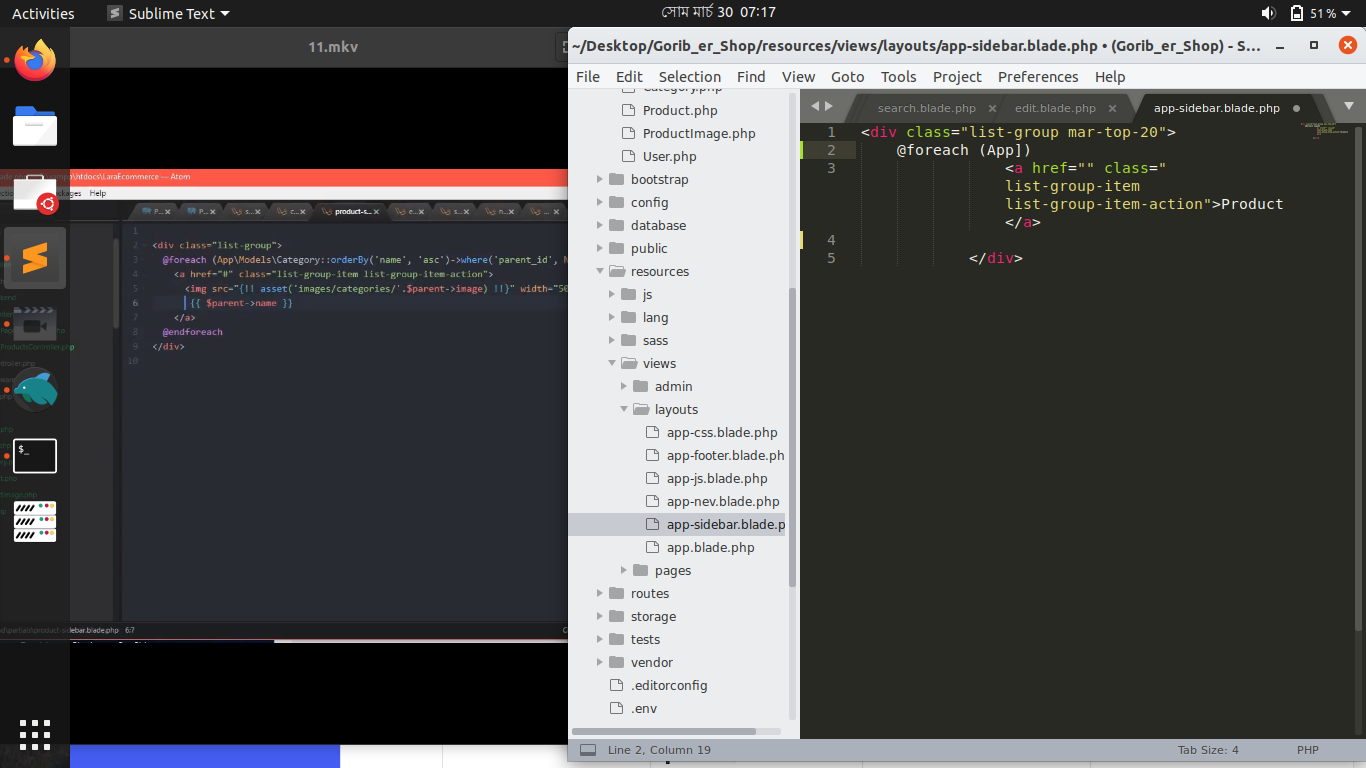 Activities
Sublime Text
সোম মার্চ 30 07:17
51 %
11.mkv
~/Desktop/Gorib_er_Shop/resources/views/layouts/app-sidebar.blade.php • (Gorib_er_Shop) - S...
File Edit Selection Find View Goto Tools Project Preferences Help
Category.php
Product.php
ProductImage.php
User.php
bootstrap
config
database
public
resources
js
lang
sass
views
admin
layouts
app-css.blade.php
app-footer.blade.ph
app-js.blade.php
app-nev.blade.php
app-sidebar.blade.p
app.blade.php
pages
routes
storage
tests
vendor
.editorconfig
.env
search.blade.php × edit.blade.php × app-sidebar.blade.php
1 <div class="list-group mar-top-20">
2 @foreach (App])
3 <a href="" class="
list-group-item
list-group-item-action">Product
</a>
4
5 </div>
Line 2, Column 19
Tab Size: 4
PHP
\htdocs\LaraEcommerce — Atom
Help
product-s...
1
2 <div class="list-group">
3 @foreach (App\Models\Category::orderBy('name', 'asc')->where('parent_id', N
4 <a href="#" class="list-group-item list-group-item-action">
5 <img src="{!! asset('images/categories/'.$parent->image) !!}" width="50
6 {{ $parent->name }}
7 </a>
8 @endforeach
9 </div>
10
sidebar.blade.php 6:7